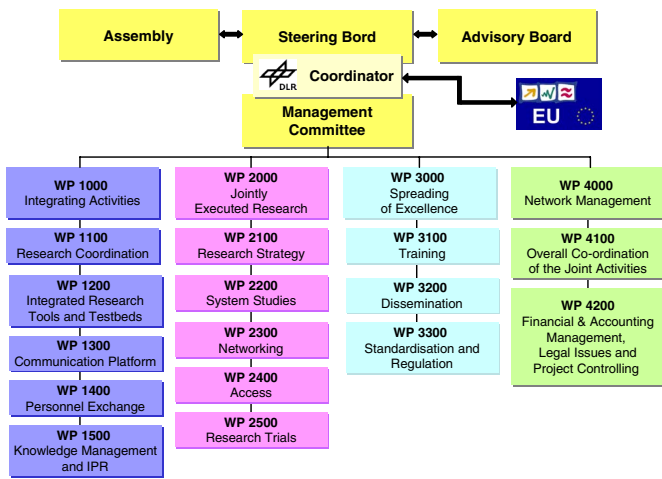 Assembly
Steering Bord
Advisory Board
DLR
Coordinator
EU
Management
Committee
WP 1000
Integrating Activities
WP 1100
Research Coordination
WP 1200
Integrated Research
Tools and Testbeds
WP 1300
Communication Platform
WP 1400
Personnel Exchange
WP 1500
Knowledge Management
and IPR
WP 2000
Jointly
Executed Research
WP 2100
Research Strategy
WP 2200
System Studies
WP 2300
Networking
WP 2400
Access
WP 2500
Research Trials
WP 3000
Spreading
of Excellence
WP 3100
Training
WP 3200
Dissemination
WP 3300
Standardisation and
Regulation
WP 4000
Network Management
WP 4100
Overall Co-ordination
of the Joint Activities
WP 4200
Financial & Accounting
Management,
Legal Issues and
Project Controlling